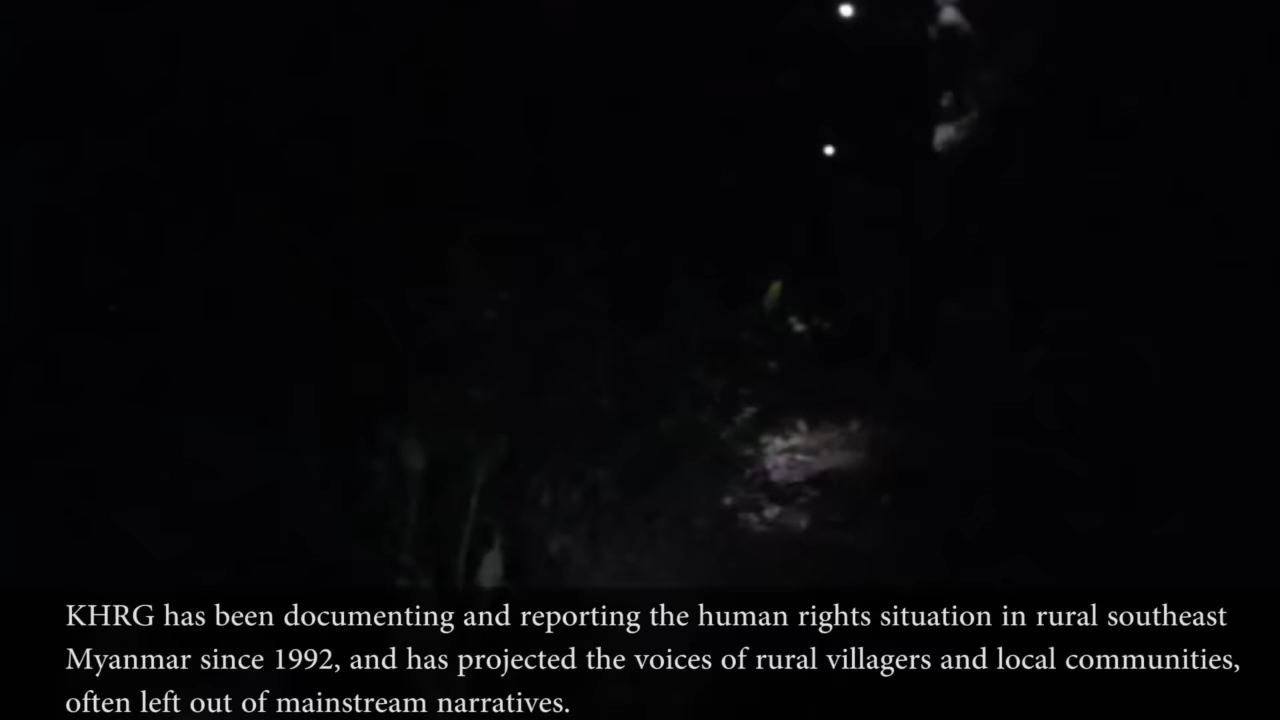 KHRG has been documenting and reporting the human rights situation in rural southeast
Myanmar since 1992, and has projected the voices of rural villagers and local communities,
often left out of mainstream narratives.